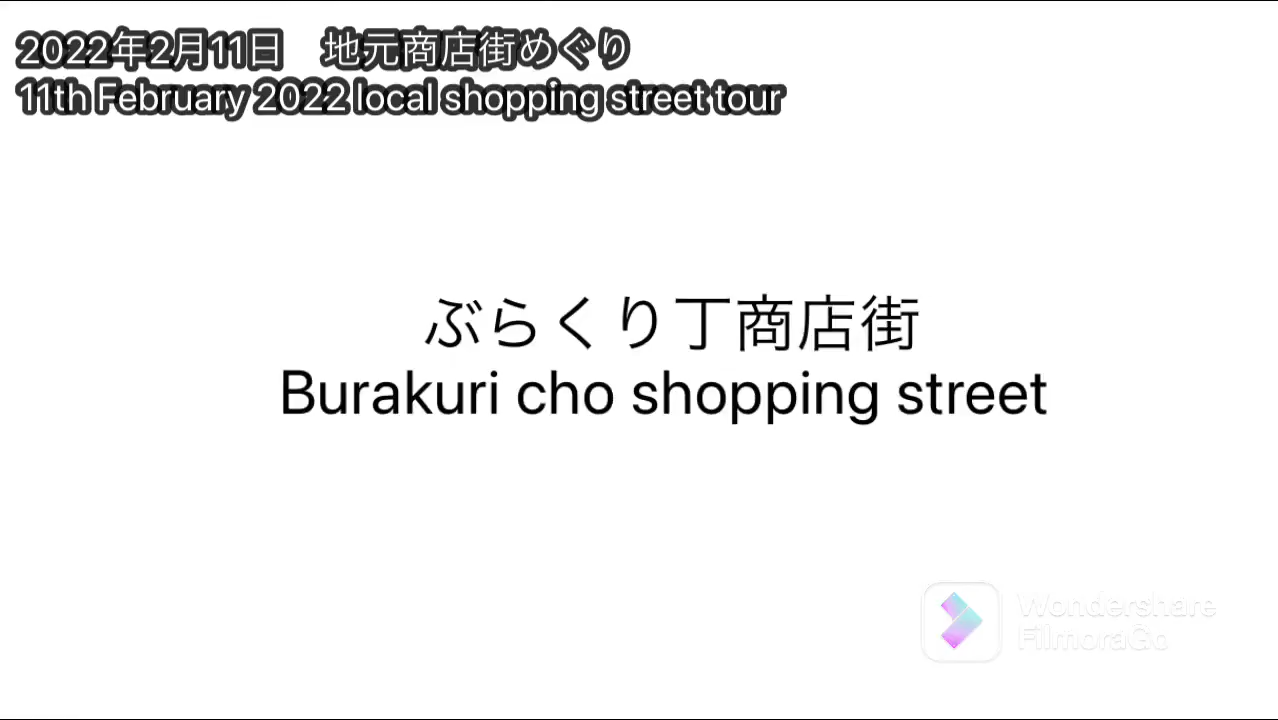 2022年2月11日　地元商店街めぐり
11th February 2022 local shopping street tour
ぶらくり丁商店街
Burakuri cho shopping street
Wondershare
FilmoraGo